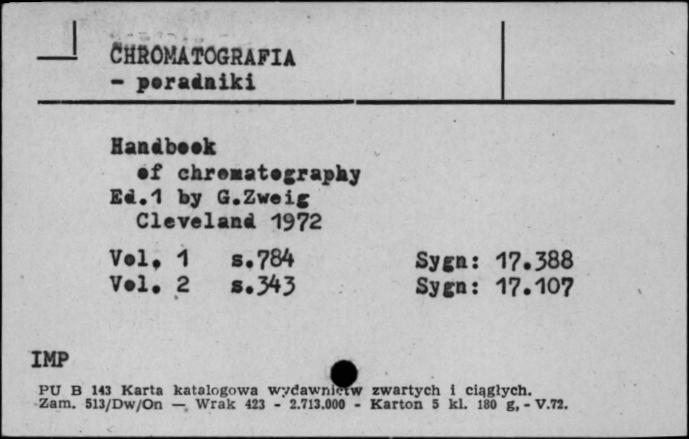 CHROMATOGRAFIA
- poradniki
Handbook
of chromatography
Ed.1 by G.Zweig
Cleveland 1972
Vol. 1 s.784 Sygn: 17.388
Vol. 2 s.343 Sygn: 17.107
IMP
PU B 143 Karta katalogowa wydawnictw zwartych i ciągłych.
Zam. 513/Dw/On — Wrak 423 - 2.713.000 - Karton 5 kl. 180 g, - V.72.